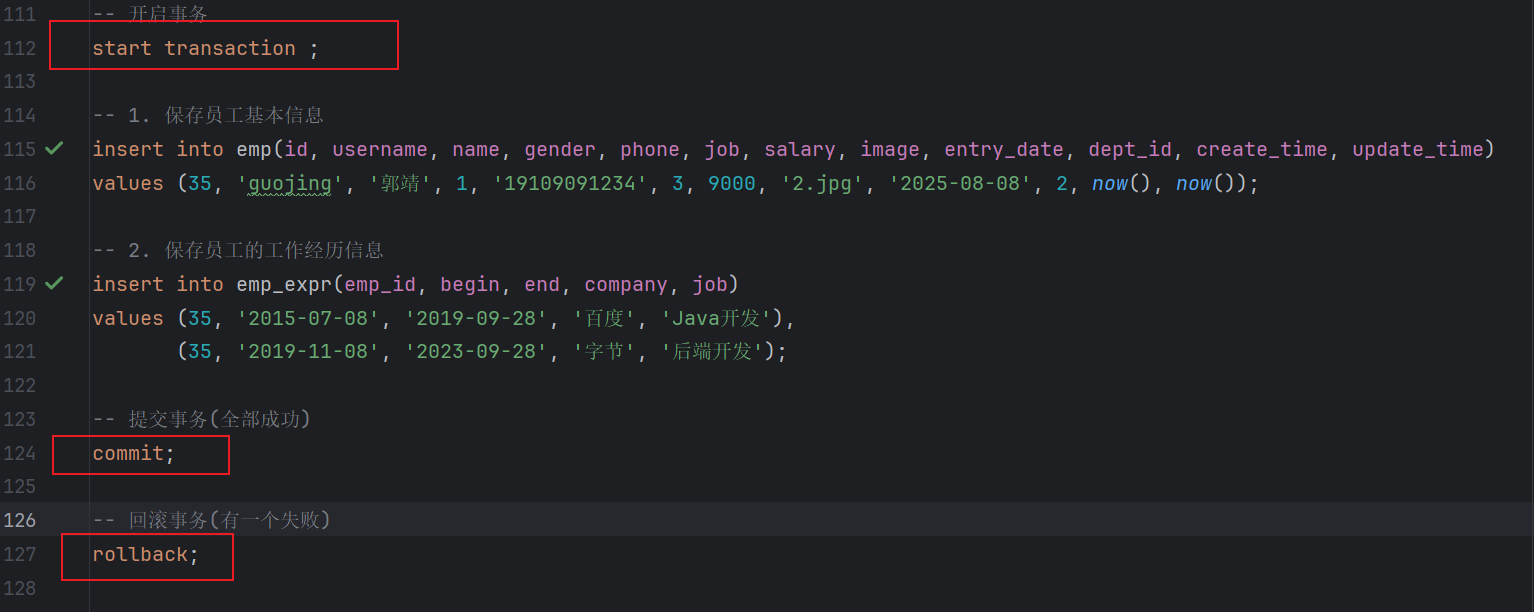 111 -- 开启事务
112 start transaction ;
113
114 -- 1. 保存员工基本信息
115 insert into emp(id, username, name, gender, phone, job, salary, image, entry_date, dept_id, create_time, update_time)
116 values (35, 'guojing', '郭靖', 1, '19109091234', 3, 9000, '2.jpg', '2025-08-08', 2, now(), now());
117
118 -- 2. 保存员工的工作经历信息
119 insert into emp_expr(emp_id, begin, end, company, job)
120 values (35, '2015-07-08', '2019-09-28', '百度', 'Java开发'),
121 (35, '2019-11-08', '2023-09-28', '字节', '后端开发');
122
123 -- 提交事务(全部成功)
124 commit;
125
126 -- 回滚事务(有一个失败)
127 rollback;
128